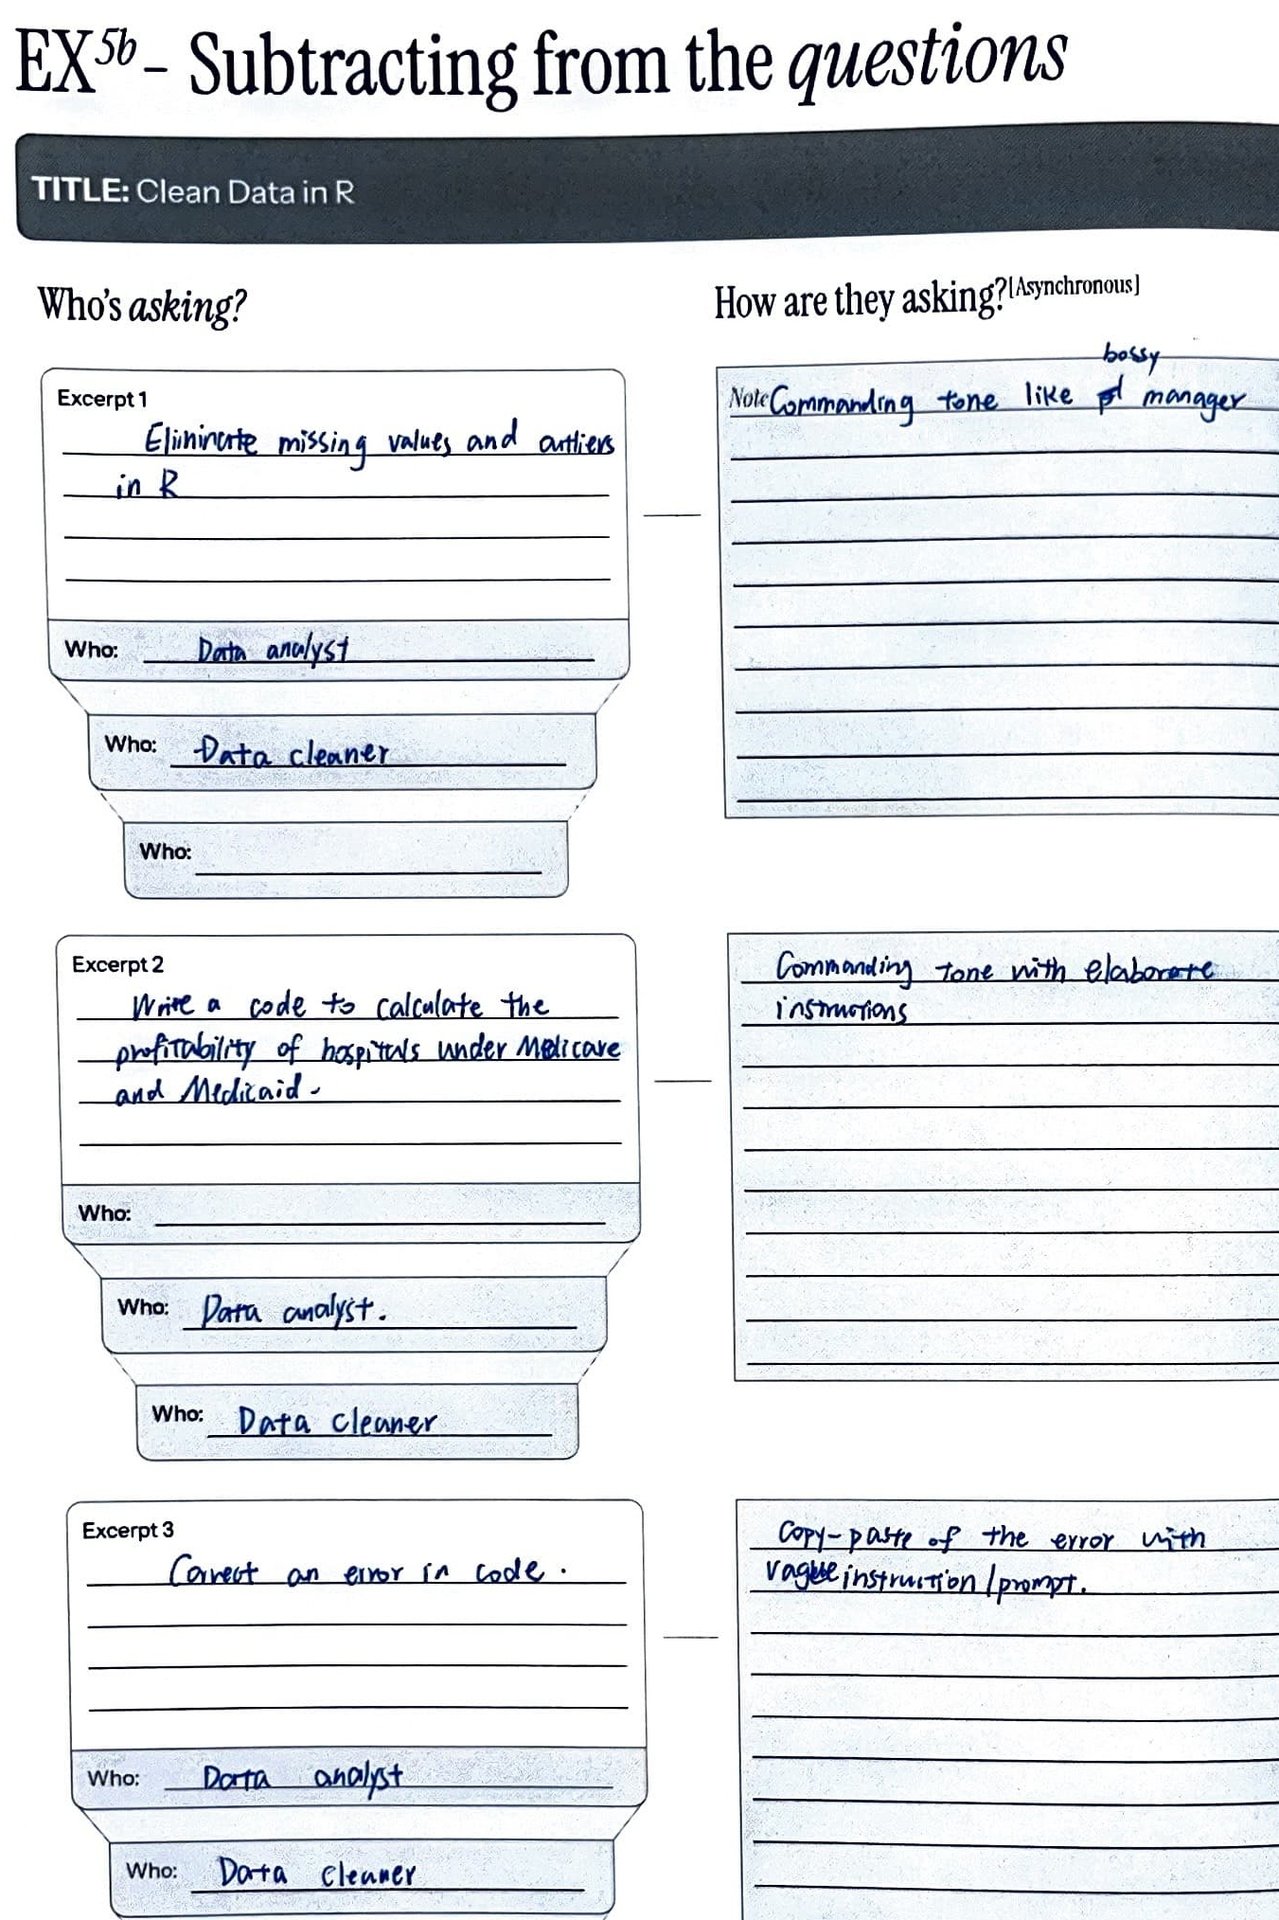 EX5b - Subtracting from the questions
TITLE: Clean Data in R
Who's asking?
How are they asking? [Asynchronous]
Excerpt 1
Eliminate missing values and outliers
in R
Who: Data analyst
Who: Data cleaner
Who:
bossy
Note Commanding tone like manager
Excerpt 2
Write a code to calculate the
profitability of hospitals under Medicare
and Medicaid.
Who:
Who: Data analyst.
Who: Data cleaner
Commanding tone with elaborate
instructions
Excerpt 3
Correct an error in code.
Who: Data analyst
Who: Data cleaner
Copy-paste of the error with
vague instruction/prompt.